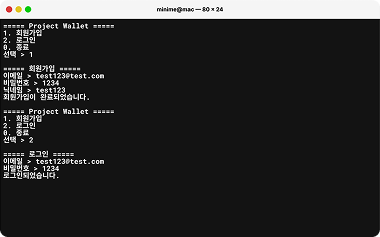 minime@mac — 80 × 24
===== Project Wallet =====
1. 회원가입
2. 로그인
0. 종료
선택 > 1
===== 회원가입 =====
이메일 > test123@test.com
비밀번호 > 1234
닉네임 > test123
회원가입이 완료되었습니다.
===== Project Wallet =====
1. 회원가입
2. 로그인
0. 종료
선택 > 2
===== 로그인 =====
이메일 > test123@test.com
비밀번호 > 1234
로그인되었습니다.